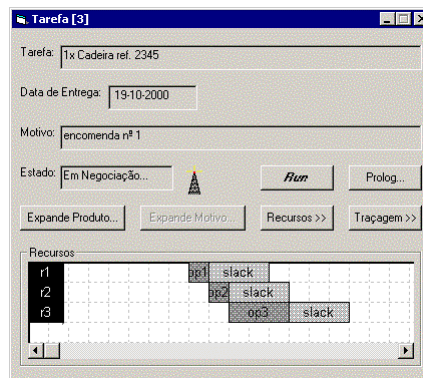 Tarefa [3]
Tarefa: 1x Cadeira ref. 2345
Data de Entrega: 19-10-2000
Motivo: encomenda nº 1
Estado: Em Negociação... Run Prolog...
Expande Produto... Expande Motivo... Recursos >> Traçagem >>
Recursos
r1 op1 slack
r2 op2 slack
r3 op3 slack